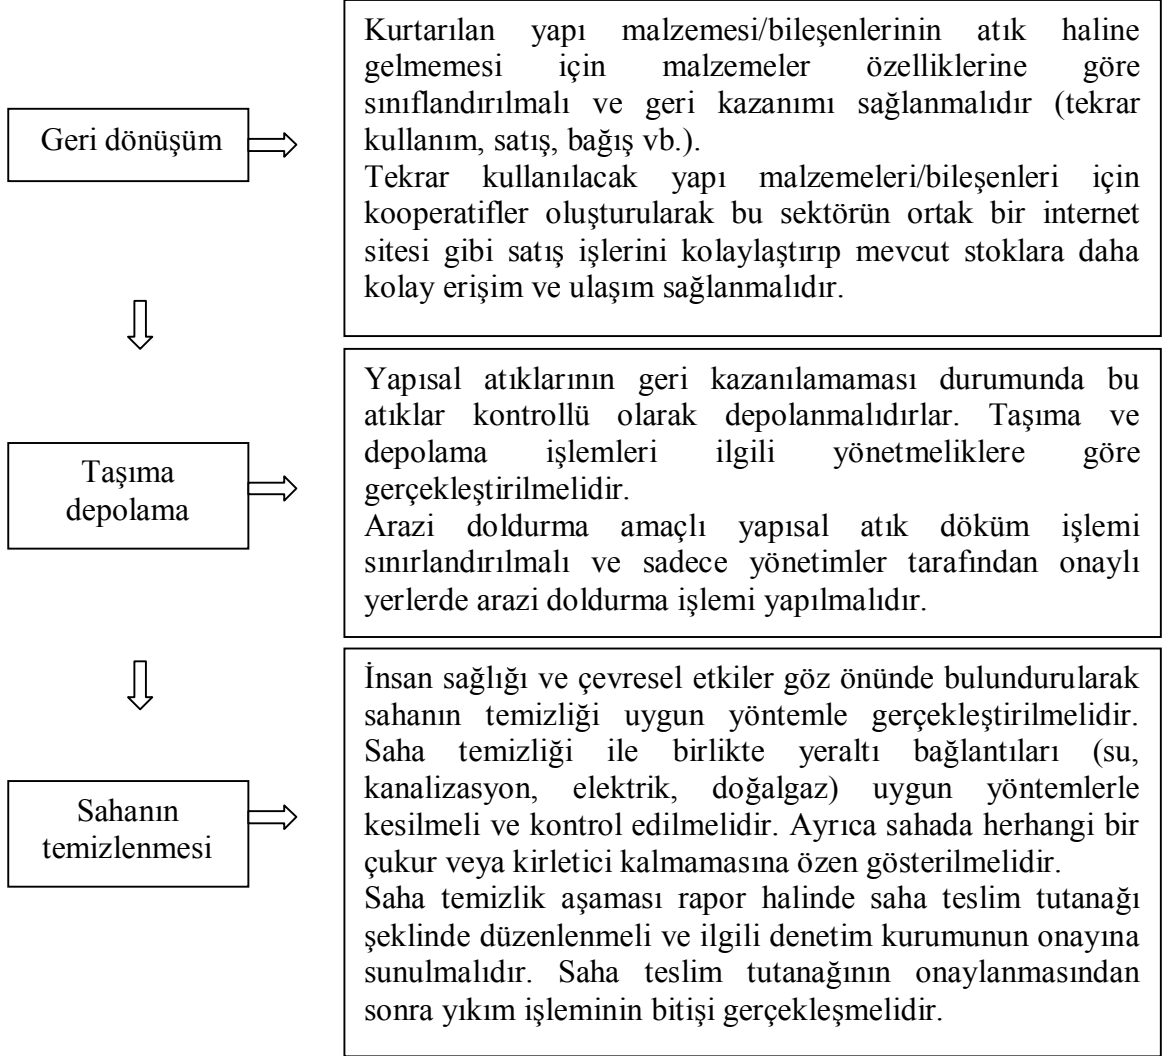 Geri dönüşüm
Kurtarılan yapı malzemesi/bileşenlerinin atık haline
gelmemesi için malzemeler özelliklerine göre
sınıflandırılmalı ve geri kazanımı sağlanmalıdır (tekrar
kullanım, satış, bağış vb.).
Tekrar kullanılacak yapı malzemeleri/bileşenleri için
kooperatifler oluşturularak bu sektörün ortak bir internet
sitesi gibi satış işlerini kolaylaştırıp mevcut stoklara daha
kolay erişim ve ulaşım sağlanmalıdır.
Taşıma
depolama
Yapısal atıklarının geri kazanılamaması durumunda bu
atıklar kontrollü olarak depolanmalıdırlar. Taşıma ve
depolama işlemleri ilgili yönetmeliklere göre
gerçekleştirilmelidir.
Arazi doldurma amaçlı yapısal atık döküm işlemi
sınırlandırılmalı ve sadece yönetimler tarafından onaylı
yerlerde arazi doldurma işlemi yapılmalıdır.
Sahanın
temizlenmesi
İnsan sağlığı ve çevresel etkiler göz önünde bulundurularak
sahanın temizliği uygun yöntemle gerçekleştirilmelidir.
Saha temizliği ile birlikte yeraltı bağlantıları (su,
kanalizasyon, elektrik, doğalgaz) uygun yöntemlerle
kesilmeli ve kontrol edilmelidir. Ayrıca sahada herhangi bir
çukur veya kirletici kalmamasına özen gösterilmelidir.
Saha temizlik aşaması rapor halinde saha teslim tutanağı
şeklinde düzenlenmeli ve ilgili denetim kurumunun onayına
sunulmalıdır. Saha teslim tutanağının onaylanmasından
sonra yıkım işleminin bitişi gerçekleşmelidir.